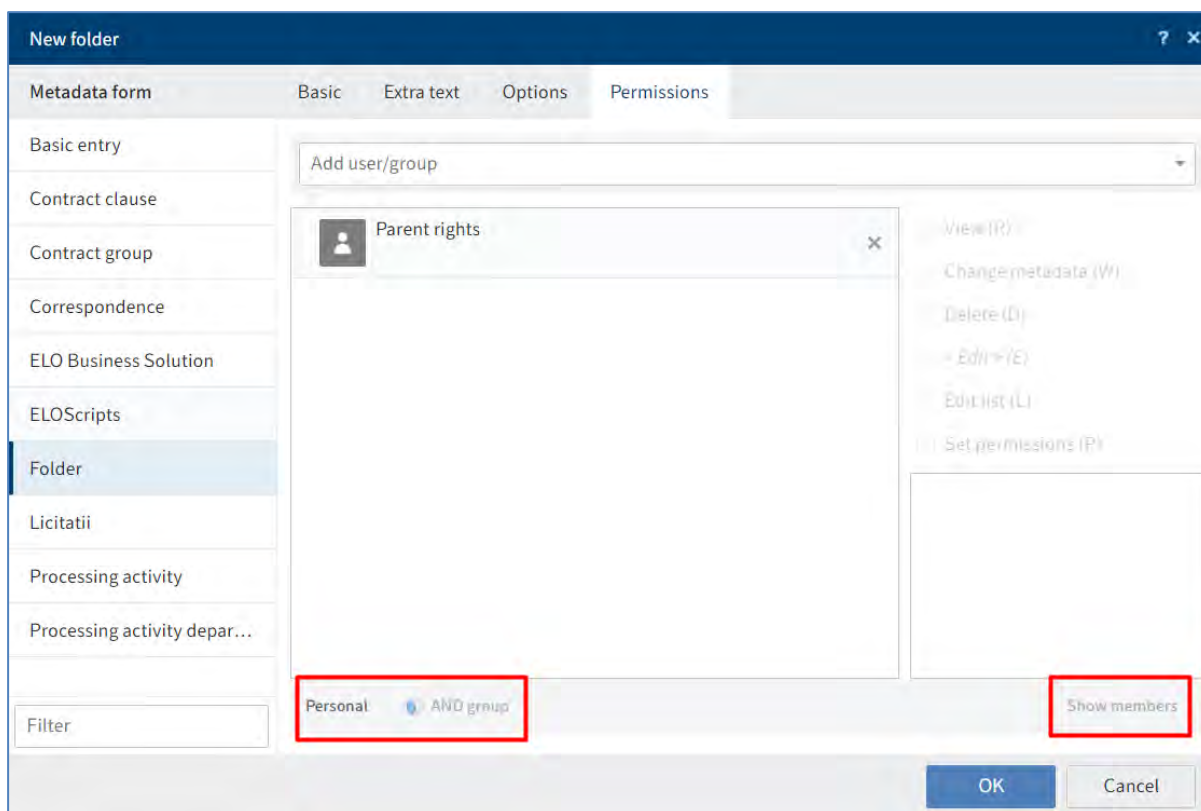 New folder
? ×
Metadata form
Basic Extra text Options Permissions
Basic entry
Contract clause
Contract group
Correspondence
ELO Business Solution
ELOScripts
Folder
Licitatii
Processing activity
Processing activity depar...
Filter
Add user/group
Parent rights
View (R)
Change metadata (W)
Delete (D)
< Edit > (E)
Edit list (L)
Set permissions (P)
Personal AND group
Show members
OK Cancel